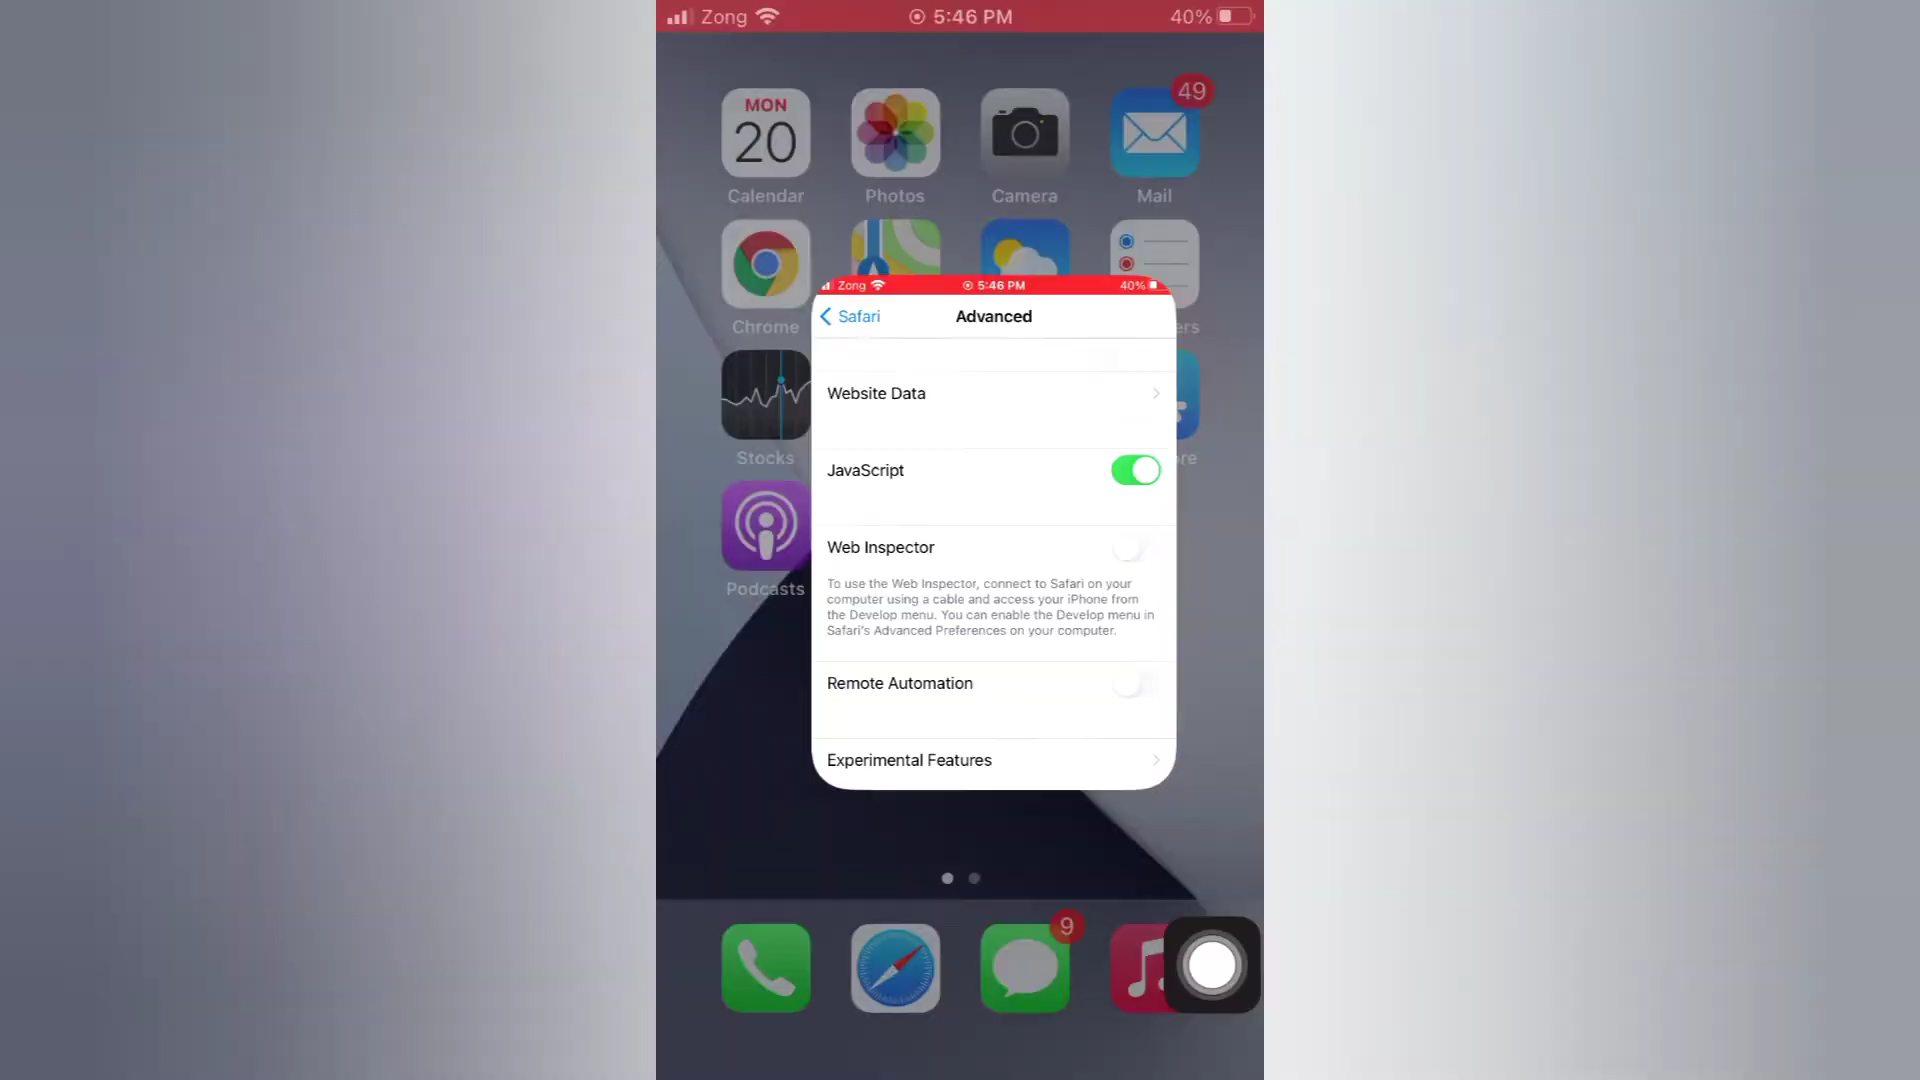 Zong 5:46 PM 40%
MON
20
49
Calendar Photos Camera Mail
Chrome ers
Zong 5:46 PM 40%
Safari Advanced
Website Data
JavaScript
Stocks re
Web Inspector
To use the Web Inspector, connect to Safari on your
computer using a cable and access your iPhone from
the Develop menu. You can enable the Develop menu in
Safari's Advanced Preferences on your computer.
Podcasts
Remote Automation
Experimental Features
9